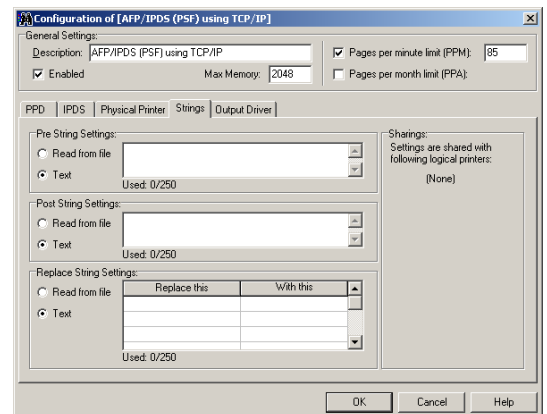 Configuration of [AFP/IPDS (PSF) using TCP/IP]
General Settings:
Description: AFP/IPDS (PSF) using TCP/IP
Pages per minute limit (PPM): 85
Enabled Max Memory: 2048
Pages per month limit (PPA):
PPD IPDS Physical Printer Strings Output Driver
Pre String Settings:
Read from file
Text
Used: 0/250
Post String Settings:
Read from file
Text
Used: 0/250
Replace String Settings:
Read from file
Replace this With this
Text
Used: 0/250
Sharings:
Settings are shared with
following logical printers:
(None)
OK Cancel Help